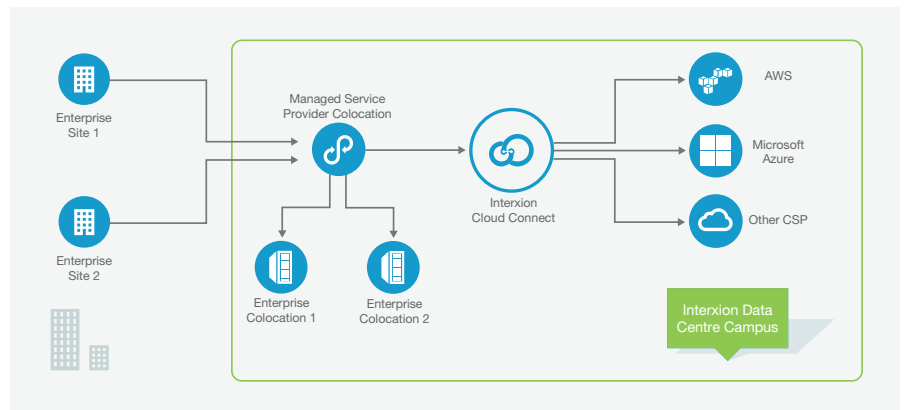 Enterprise
Site 1
Enterprise
Site 2
Managed Service
Provider Colocation
Enterprise
Colocation 1
Enterprise
Colocation 2
Interxion
Cloud Connect
AWS
Microsoft
Azure
Other CSP
Interxion Data
Centre Campus